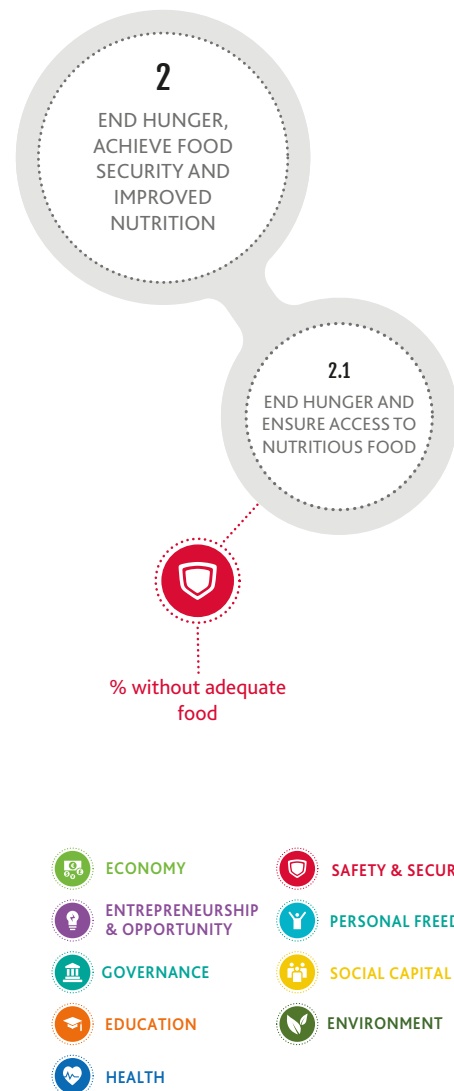 2
END HUNGER,
ACHIEVE FOOD
SECURITY AND
IMPROVED
NUTRITION
2.1
END HUNGER AND
ENSURE ACCESS TO
NUTRITIOUS FOOD
% without adequate
food
ECONOMY
ENTREPRENEURSHIP
& OPPORTUNITY
GOVERNANCE
EDUCATION
HEALTH
SAFETY & SECUR
PERSONAL FREED
SOCIAL CAPITAL
ENVIRONMENT